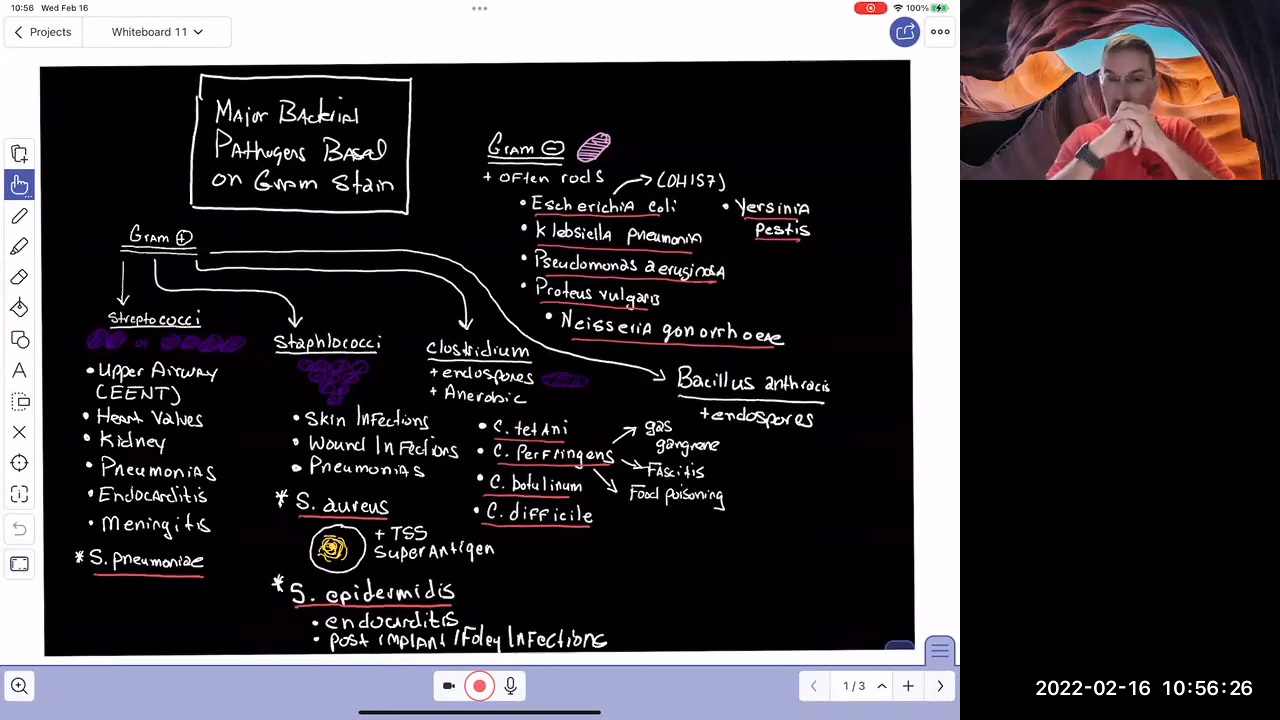 10:56 Wed Feb 16
100%
Projects
Whiteboard 11
Major Bacterial
Pathogens Based
on Gram Stain
Gram +
Streptococci
or
• Upper Airway
(EENT)
• Heart Valves
• Kidney
• Pneumonias
• Endocarditis
• Meningitis
* S. pneumoniae
Staphlococci
• Skin Infections
• Wound Infections
• Pneumonias
* S. aureus
+ TSS
SuperAntigen
* S. epidermidis
• endocarditis
• post implant/Foley Infections
Clostridium
+ endospores
+ Anerobic
• C. tetani
• C. perfringens
gas
gangrene
Fascitis
Food poisoning
• C. botulinum
• C. difficile
Bacillus anthracis
+ endospores
Gram -
+ often rods
(OH157)
• Escherichia coli
• Klebsiella pneumonia
• Pseudomonas aeruginosa
• Proteus vulgaris
• Neisseria gonorrhoeae
• Yersinia
pestis
1/3
2022-02-16 10:56:26